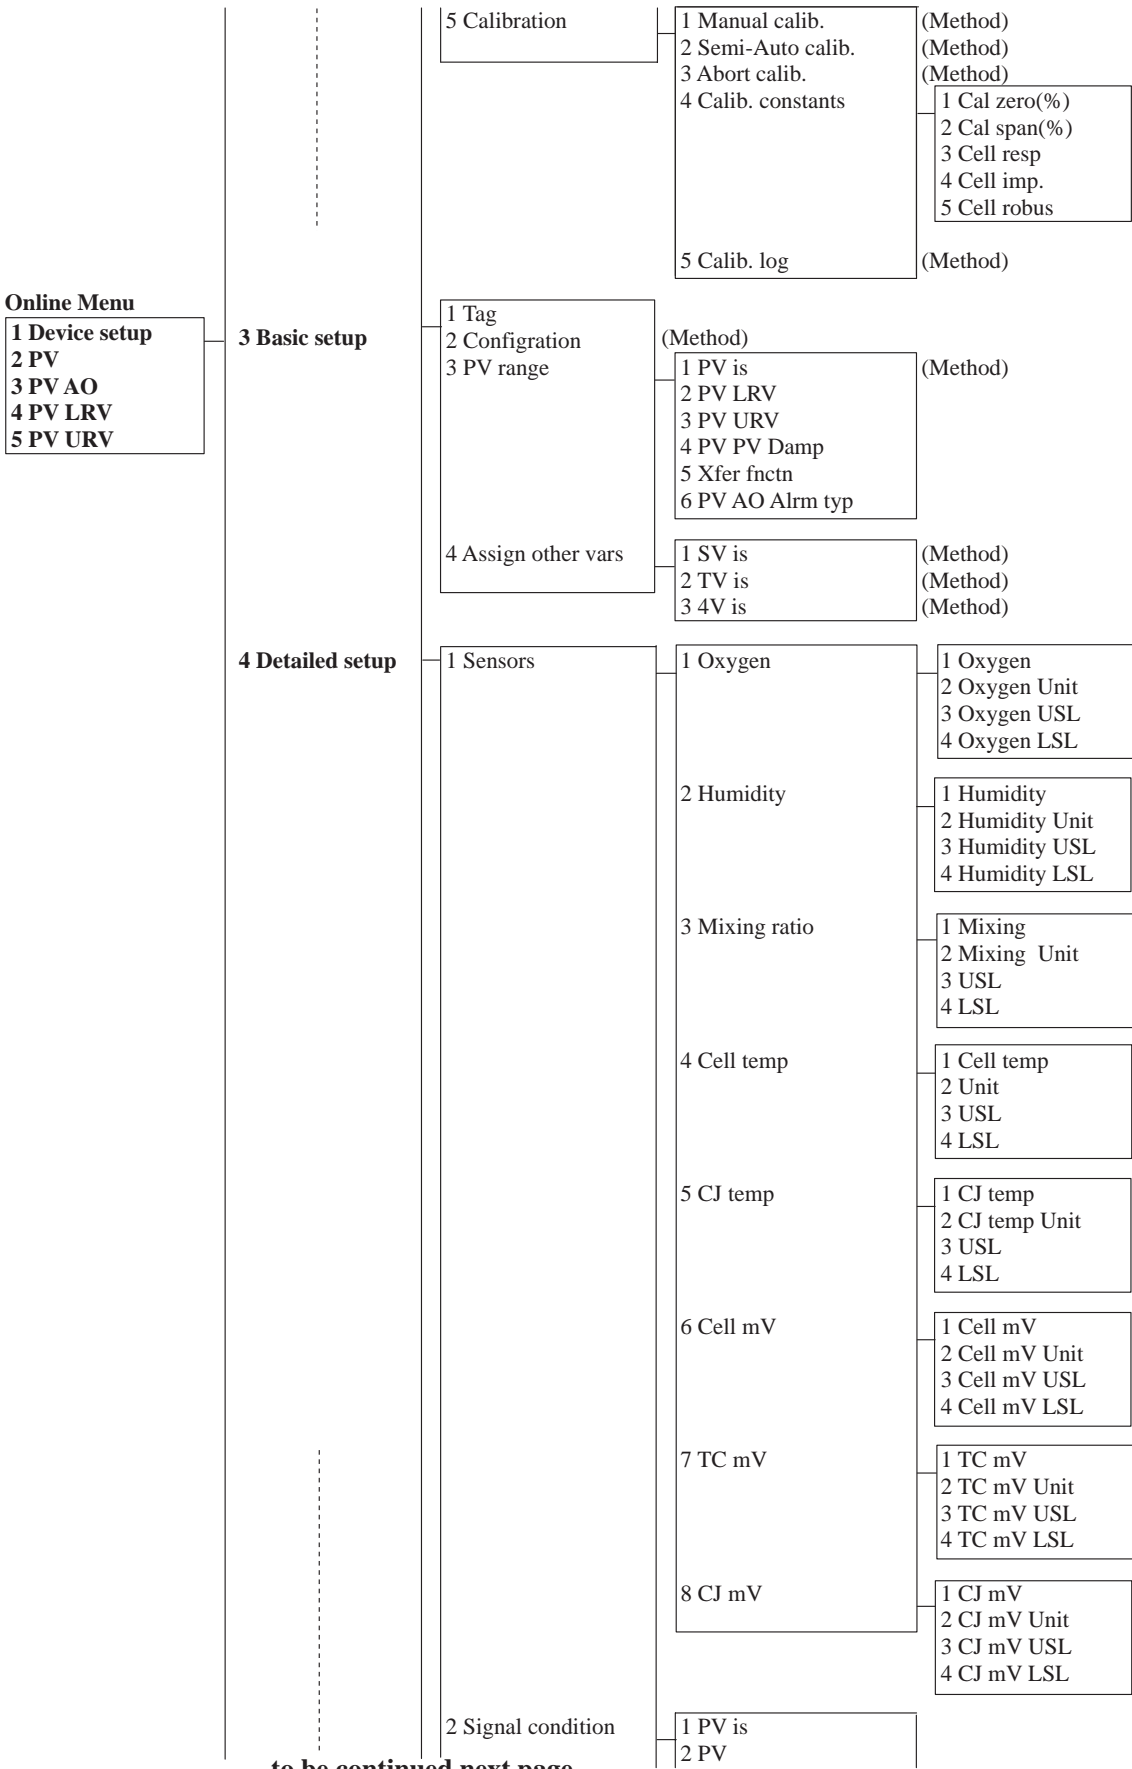 5 Calibration
1 Manual calib.
(Method)
2 Semi-Auto calib.
(Method)
3 Abort calib.
(Method)
4 Calib. constants
1 Cal zero(%)
2 Cal span(%)
3 Cell resp
4 Cell imp.
5 Cell robus
5 Calib. log
(Method)
Online Menu
1 Device setup
2 PV
3 PV AO
4 PV LRV
5 PV URV
3 Basic setup
1 Tag
2 Configration
(Method)
3 PV range
1 PV is
(Method)
2 PV LRV
3 PV URV
4 PV PV Damp
5 Xfer fnctn
6 PV AO Alrm typ
4 Assign other vars
1 SV is
(Method)
2 TV is
(Method)
3 4V is
(Method)
4 Detailed setup
1 Sensors
1 Oxygen
1 Oxygen
2 Oxygen Unit
3 Oxygen USL
4 Oxygen LSL
2 Humidity
1 Humidity
2 Humidity Unit
3 Humidity USL
4 Humidity LSL
3 Mixing ratio
1 Mixing
2 Mixing Unit
3 USL
4 LSL
4 Cell temp
1 Cell temp
2 Unit
3 USL
4 LSL
5 CJ temp
1 CJ temp
2 CJ temp Unit
3 USL
4 LSL
6 Cell mV
1 Cell mV
2 Cell mV Unit
3 Cell mV USL
4 Cell mV LSL
7 TC mV
1 TC mV
2 TC mV Unit
3 TC mV USL
4 TC mV LSL
8 CJ mV
1 CJ mV
2 CJ mV Unit
3 CJ mV USL
4 CJ mV LSL
2 Signal condition
1 PV is
2 PV
to be continued next page